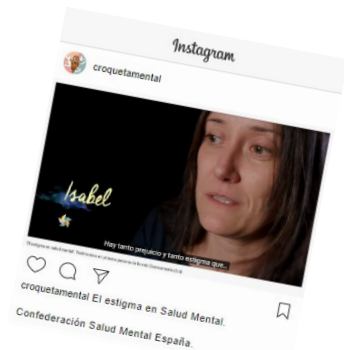 Instagram
croquetamental
Isabel
Hay tanto prejuicio y tanto estigma que...
croquetamental El estigma en Salud Mental.
Confederación Salud Mental España.